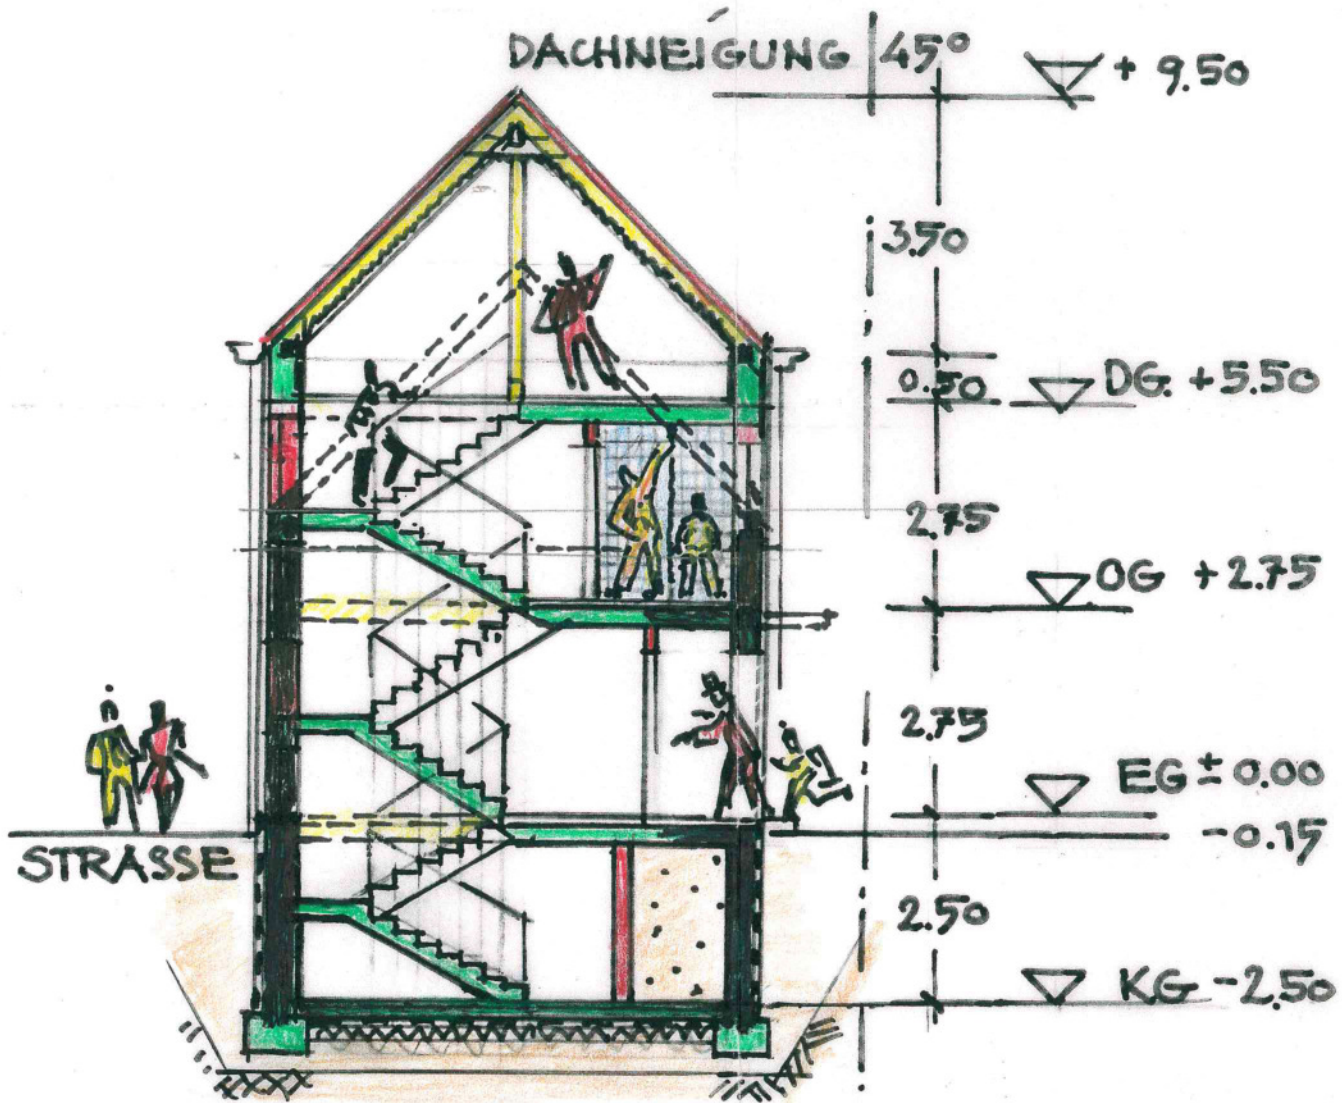 DACHNEIGUNG 45°
+ 9.50
3.50
0.50
DG. +5.50
2.75
OG +2.75
2.75
EG ± 0.00
-0.15
STRASSE
2.50
KG -2.50